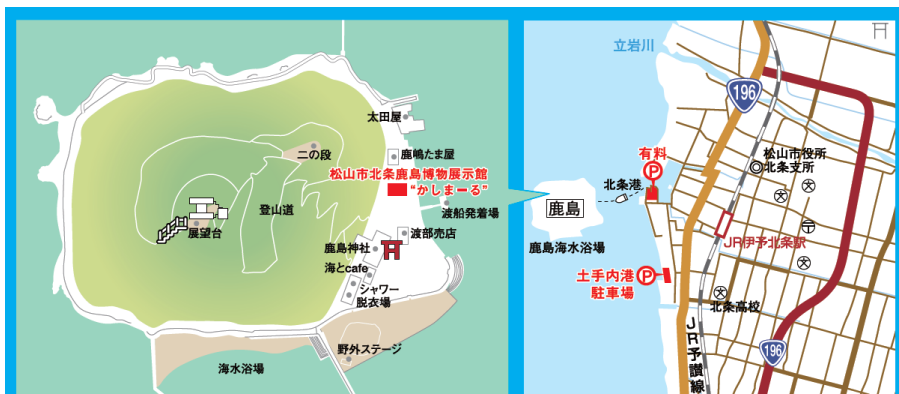 太田屋
鹿嶋たま屋
二の段
松山市北条鹿島博物展示館
“かしまーる”
登山道
渡船発着場
展望台
渡部売店
鹿島神社
海とcafe
シャワー
脱衣場
野外ステージ
海水浴場
立岩川
196
有料
P
松山市役所
北条支所
北条港
文
鹿島
鹿島海水浴場
JR伊予北条駅
文
土手内港
駐車場
P
文
北条高校
JR予讃線
196